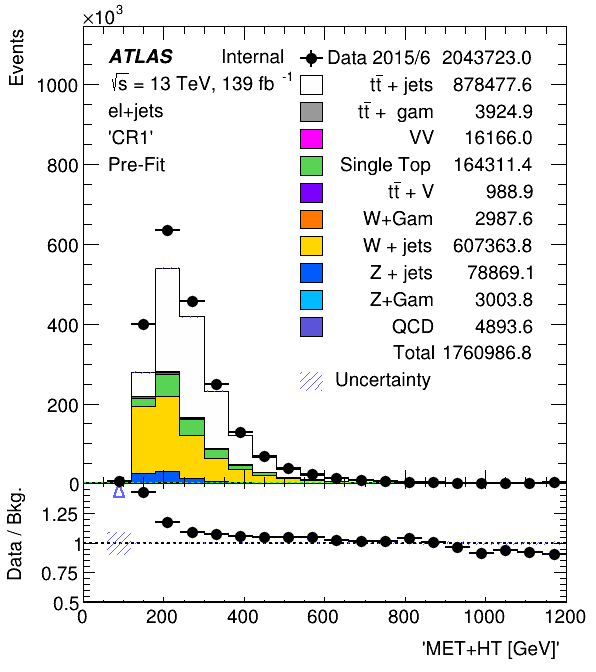 ×10³
Events
ATLAS Internal
√s = 13 TeV, 139 fb⁻¹
el+jets
'CR1'
Pre-Fit
Data 2015/6 2043723.0
tt̄ + jets 878477.6
tt̄ + gam 3924.9
VV 16166.0
Single Top 164311.4
tt̄ + V 988.9
W+Gam 2987.6
W + jets 607363.8
Z + jets 78869.1
Z+Gam 3003.8
QCD 4893.6
Total 1760986.8
Uncertainty
1000
800
600
400
200
0
Data / Bkg.
1.25
1
0.75
0.5
0 200 400 600 800 1000 1200
'MET+HT [GeV]'